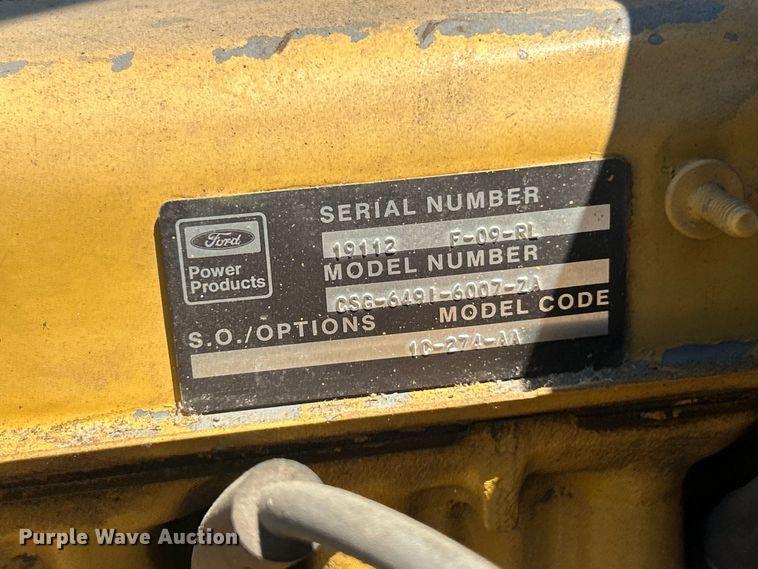 SERIAL NUMBER
Ford
Power
Products
19112 F-09-RL
MODEL NUMBER
CSG-649I-6007-ZA
S.O./OPTIONS MODEL CODE
1C-274-AA
Purple Wave Auction